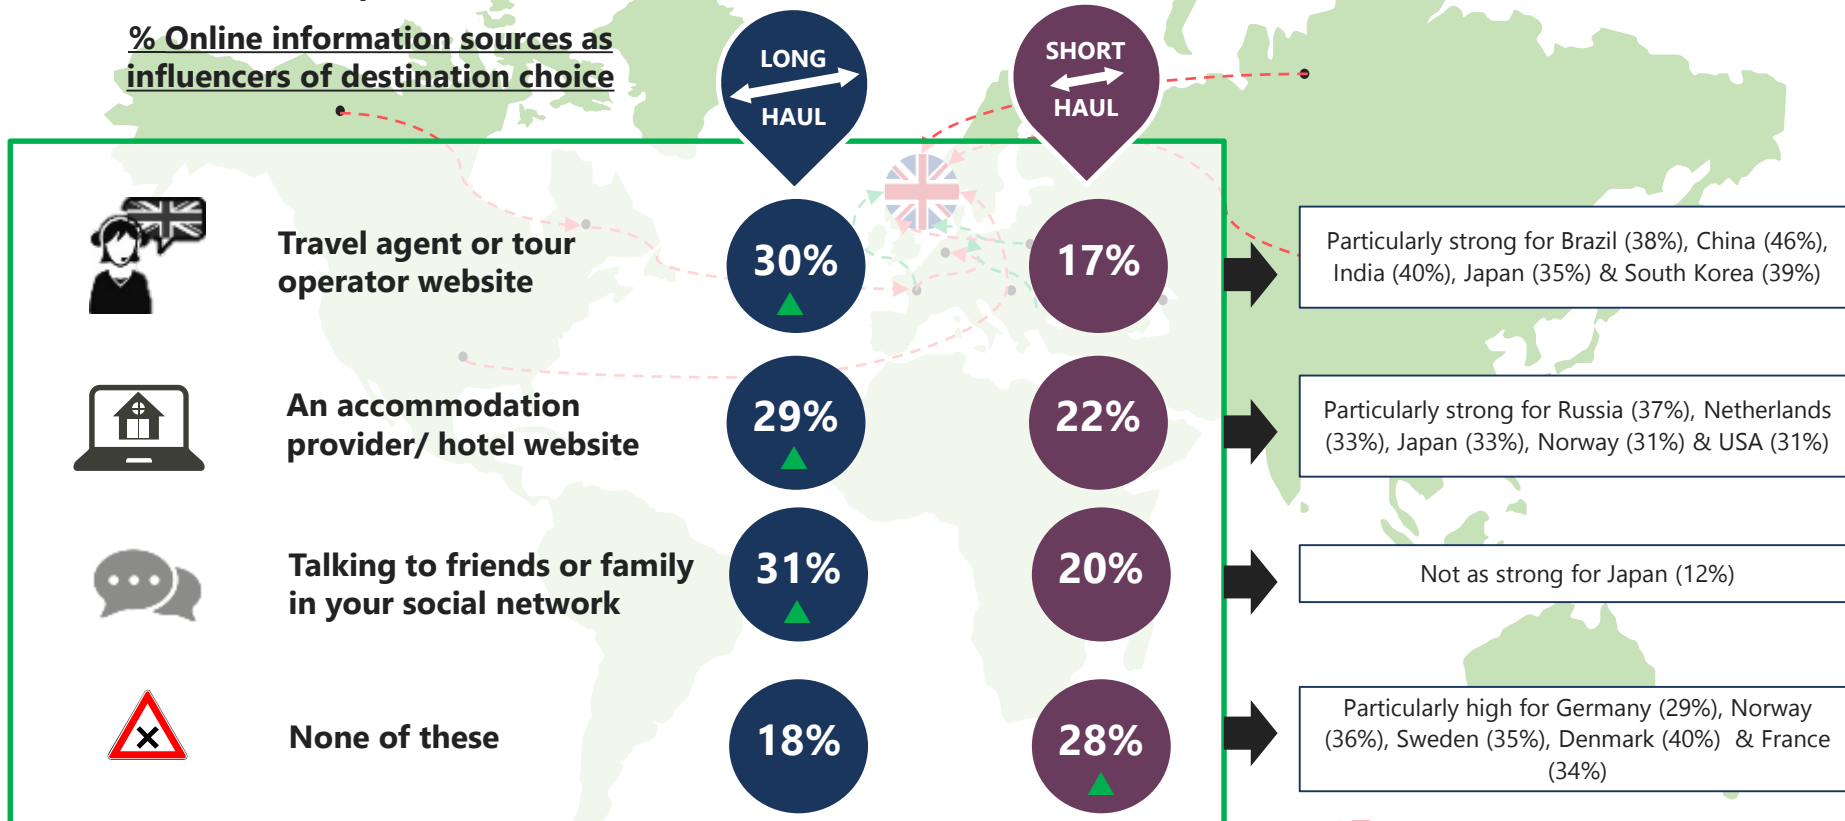 % Online information sources as
influencers of destination choice
LONG
HAUL
SHORT
HAUL
Travel agent or tour
operator website
30%
17%
Particularly strong for Brazil (38%), China (46%),
India (40%), Japan (35%) & South Korea (39%)
An accommodation
provider/ hotel website
29%
22%
Particularly strong for Russia (37%), Netherlands
(33%), Japan (33%), Norway (31%) & USA (31%)
Talking to friends or family
in your social network
31%
20%
Not as strong for Japan (12%)
None of these
18%
28%
Particularly high for Germany (29%), Norway
(36%), Sweden (35%), Denmark (40%) & France
(34%)